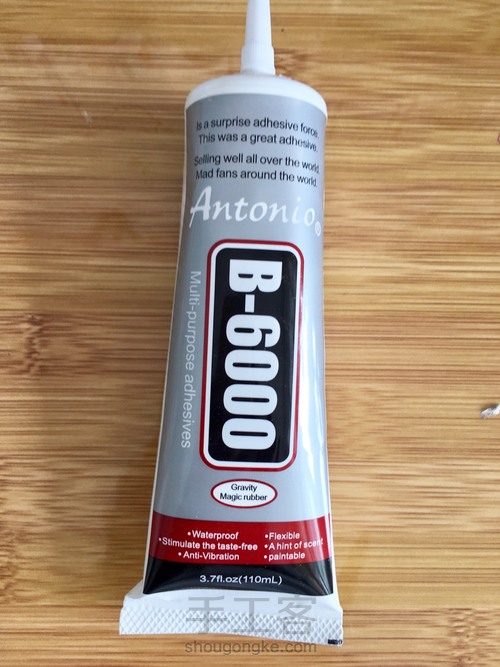 Is a surprise adhesive force.
This was a great adhesive.
Selling well all over the world
Mad fans around the world.
Antonio®
B-6000
Multi-purpose adhesives
Gravity
Magic rubber
•Waterproof •Flexible
•Stimulate the taste-free •A hint of scent
•Anti-Vibration •paintable
3.7fl.oz(110mL)
手工客
shougongke.com